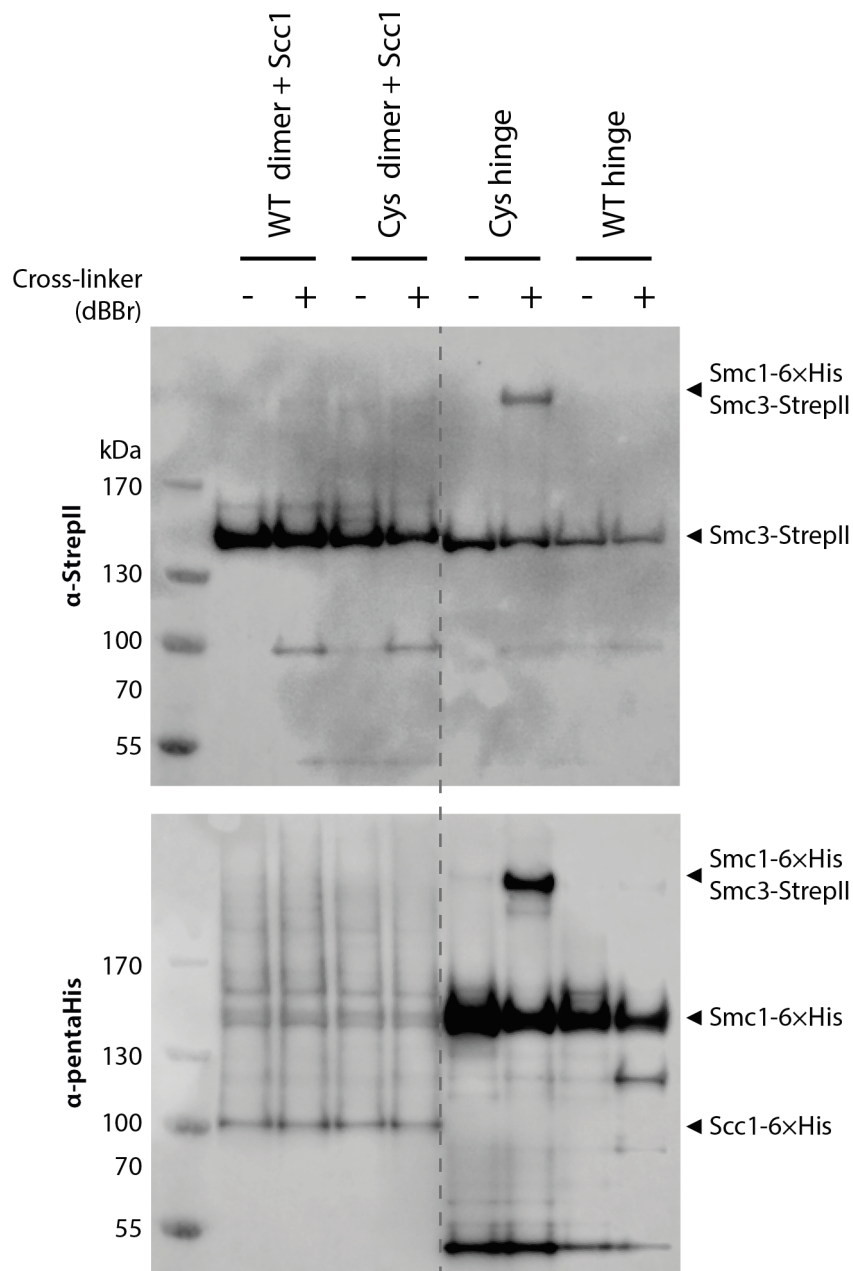 WT dimer + Scc1
Cys dimer + Scc1
Cys hinge
WT hinge
Cross-linker
(dBBr)
- + - + - + - +
Smc1-6×His
Smc3-StrepII
kDa
170
Smc3-StrepII
130
100
70
55
α-StrepII
Smc1-6×His
Smc3-StrepII
170
Smc1-6×His
130
100
Scc1-6×His
70
55
α-pentaHis